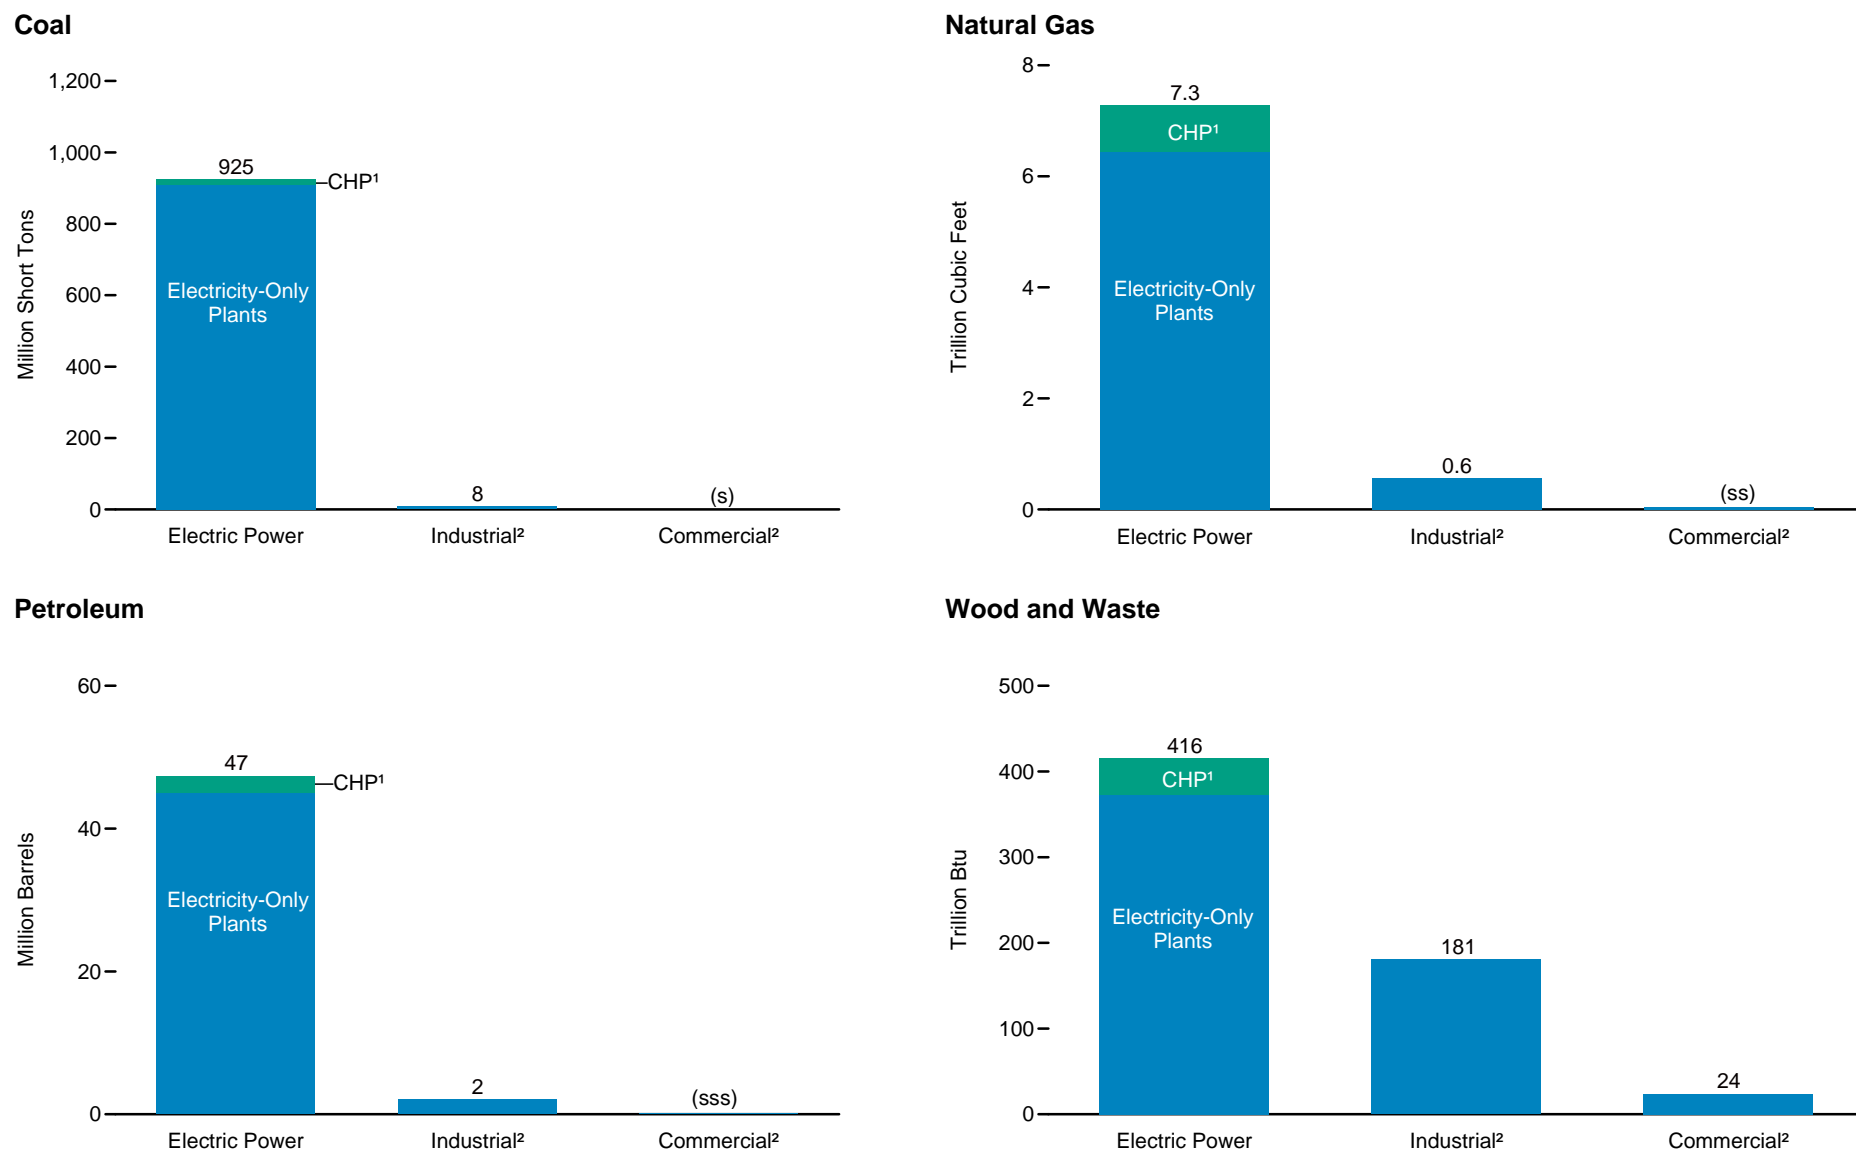 Coal
1,200
1,000
800
600
400
200
0
Million Short Tons
925
CHP¹
Electricity-Only
Plants
8
(s)
Electric Power
Industrial²
Commercial²
Natural Gas
8
6
4
2
0
Trillion Cubic Feet
7.3
CHP¹
Electricity-Only
Plants
0.6
(ss)
Electric Power
Industrial²
Commercial²
Petroleum
60
40
20
0
Million Barrels
47
CHP¹
Electricity-Only
Plants
2
(sss)
Electric Power
Industrial²
Commercial²
Wood and Waste
500
400
300
200
100
0
Trillion Btu
416
CHP¹
Electricity-Only
Plants
181
24
Electric Power
Industrial²
Commercial²